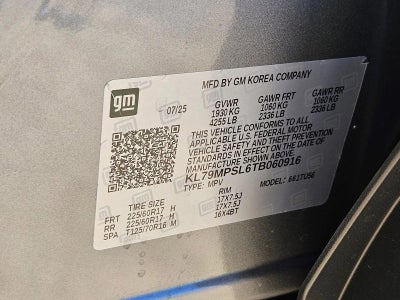 gm
MFD BY GM KOREA COMPANY
07/25
GVWR GAWR FRT GAWR RR
1930 KG 1060 KG 1060 KG
4255 LB 2336 LB 2336 LB
THIS VEHICLE CONFORMS TO ALL
APPLICABLE U.S. FEDERAL MOTOR
VEHICLE SAFETY AND THEFT PREVENTION
STANDARDS IN EFFECT ON THE DATE OF
MANUFACTURE SHOWN ABOVE.
KL79MPSL6TB060916
TYPE: MPV MODEL: 661TU56
TIRE SIZE RIM
FRT 225/60R17 H 17X7.5J
RR 225/60R17 H 17X7.5J
SPA T125/70R16 M 16X4BT